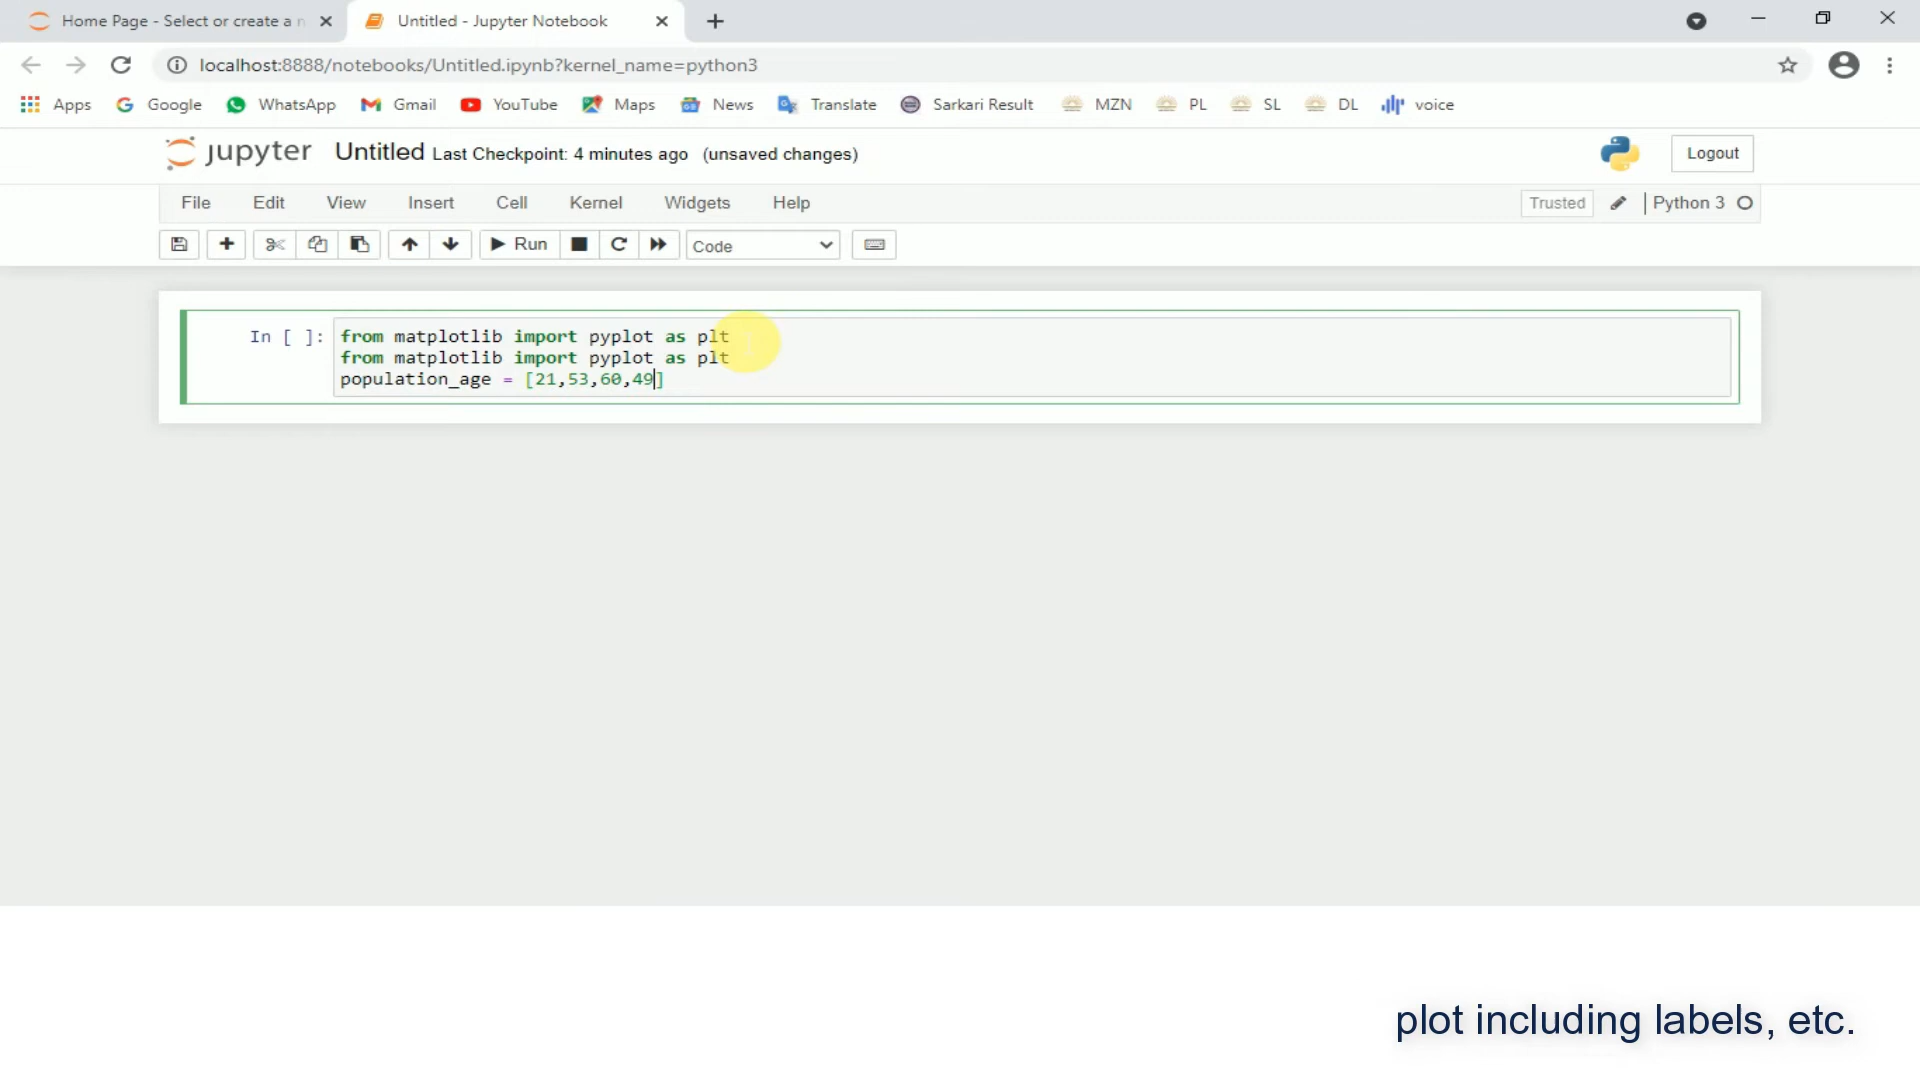 Home Page - Select or create a n
Untitled - Jupyter Notebook
localhost:8888/notebooks/Untitled.ipynb?kernel_name=python3
Apps Google WhatsApp Gmail YouTube Maps News Translate Sarkari Result MZN PL SL DL voice
jupyter Untitled Last Checkpoint: 4 minutes ago (unsaved changes)
Logout
File Edit View Insert Cell Kernel Widgets Help
Trusted Python 3
Run Code
In [ ]: from matplotlib import pyplot as plt
from matplotlib import pyplot as plt
population_age = [21,53,60,49]
plot including labels, etc.